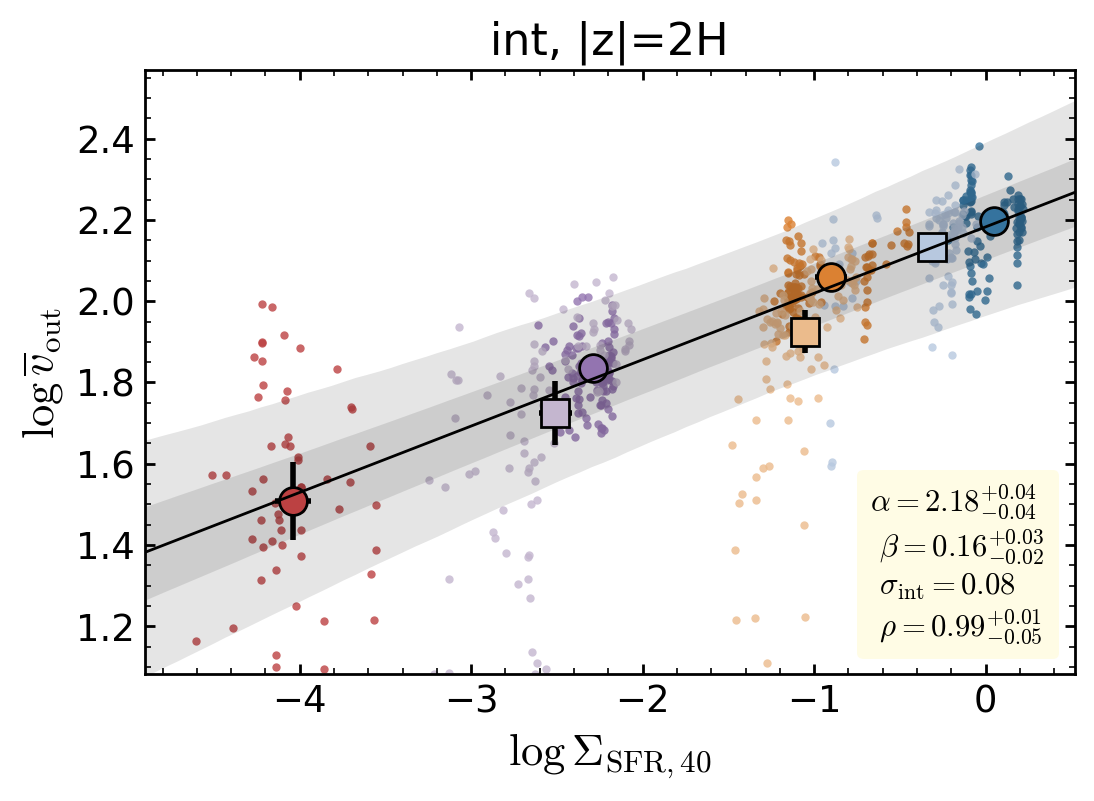 int, |z|=2H
log v̅_out
2.4
2.2
2.0
1.8
1.6
1.4
1.2
α = 2.18^{+0.04}_{−0.04}
β = 0.16^{+0.03}_{−0.02}
σ_int = 0.08
ρ = 0.99^{+0.01}_{−0.05}
−4 −3 −2 −1 0
log Σ_{SFR, 40}